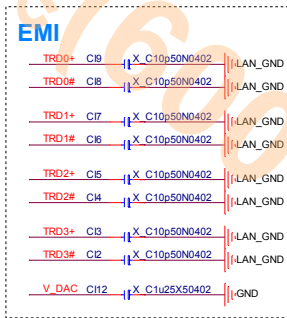 EMI
TRD0+ CI9 X_C10p50N0402 LAN_GND
TRD0# CI8 X_C10p50N0402 LAN_GND
TRD1+ CI7 X_C10p50N0402 LAN_GND
TRD1# CI6 X_C10p50N0402 LAN_GND
TRD2+ CI5 X_C10p50N0402 LAN_GND
TRD2# CI4 X_C10p50N0402 LAN_GND
TRD3+ CI3 X_C10p50N0402 LAN_GND
TRD3# CI2 X_C10p50N0402 LAN_GND
V_DAC CI12 X_C1u25X50402 GND